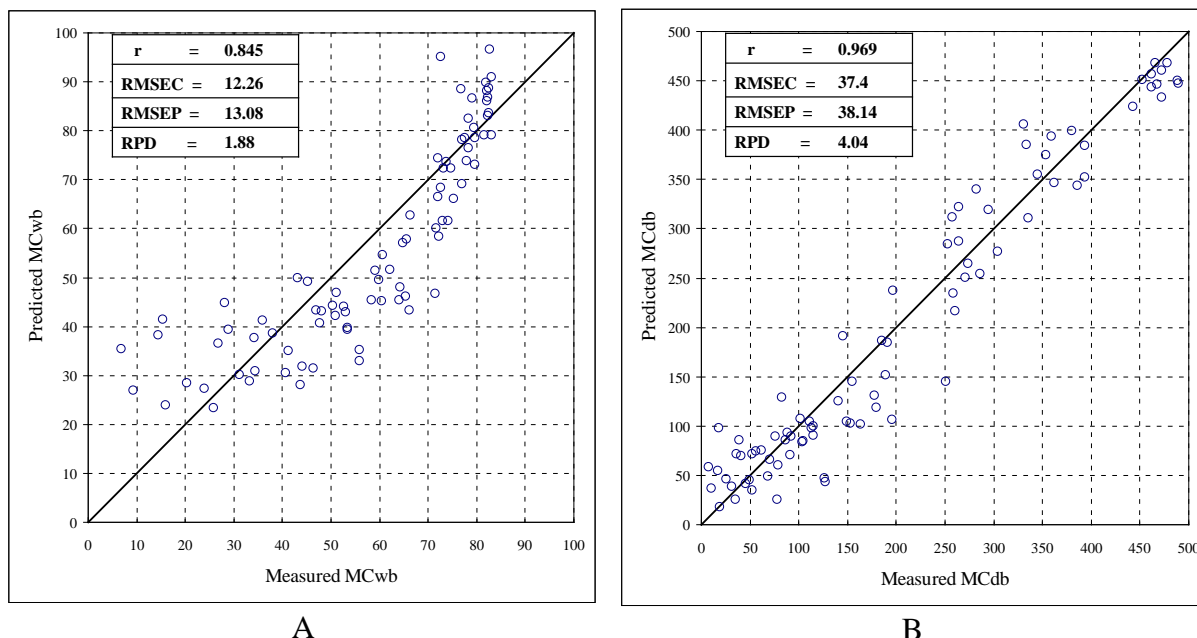 r = 0.845
RMSEC = 12.26
RMSEP = 13.08
RPD = 1.88
100
90
80
70
60
50
40
30
20
10
0
Predicted MCwb
0 10 20 30 40 50 60 70 80 90 100
Measured MCwb
A
r = 0.969
RMSEC = 37.4
RMSEP = 38.14
RPD = 4.04
500
450
400
350
300
250
200
150
100
50
0
Predicted MCdb
0 50 100 150 200 250 300 350 400 450 500
Measured MCdb
B